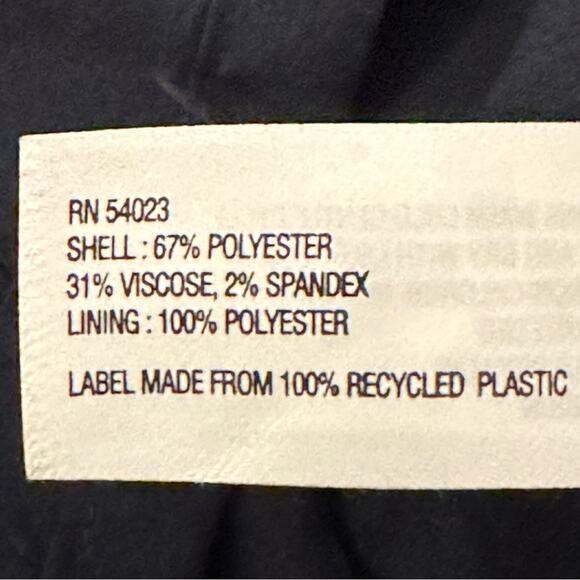 RN 54023
SHELL : 67% POLYESTER
31% VISCOSE, 2% SPANDEX
LINING : 100% POLYESTER
LABEL MADE FROM 100% RECYCLED PLASTIC